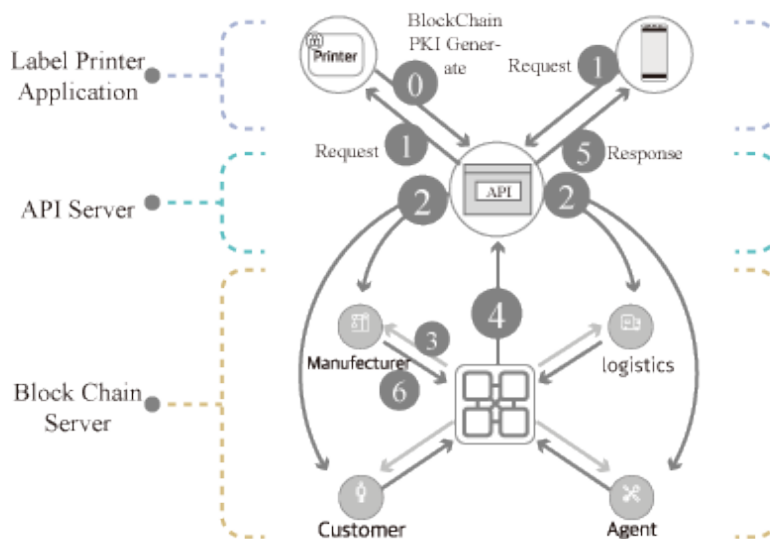 BlockChain
PKI Gener-
ate
Label Printer
Application
Printer
0
Request
1
Request
1
5
Response
API Server
API
2
2
4
Manufecturer
3
6
logistics
Block Chain
Server
Customer
Agent